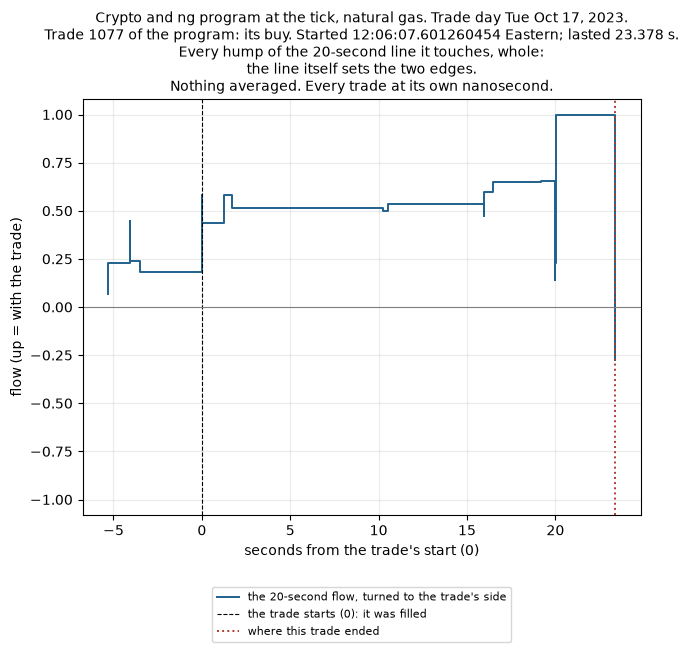 Crypto and ng program at the tick, natural gas. Trade day Tue Oct 17, 2023.
Trade 1077 of the program: its buy. Started 12:06:07.601260454 Eastern; lasted 23.378 s.
Every hump of the 20-second line it touches, whole:
the line itself sets the two edges.
Nothing averaged. Every trade at its own nanosecond.
1.00
0.75
0.50
0.25
0.00
−0.25
−0.50
−0.75
−1.00
flow (up = with the trade)
−5
0
5
10
15
20
seconds from the trade's start (0)
the 20-second flow, turned to the trade's side
the trade starts (0): it was filled
where this trade ended